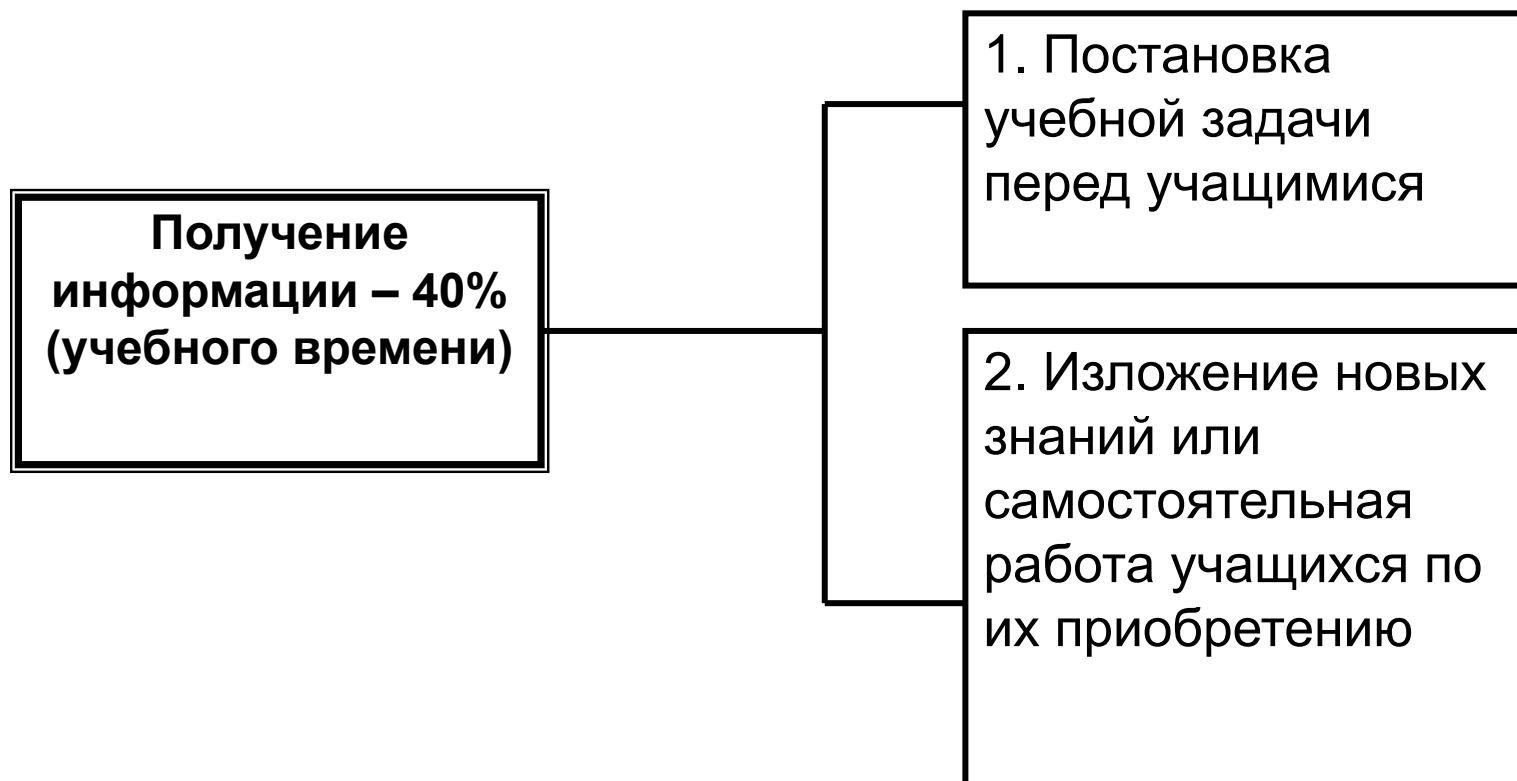 Получение
информации – 40%
(учебного времени)
1. Постановка
учебной задачи
перед учащимися
2. Изложение новых
знаний или
самостоятельная
работа учащихся по
их приобретению